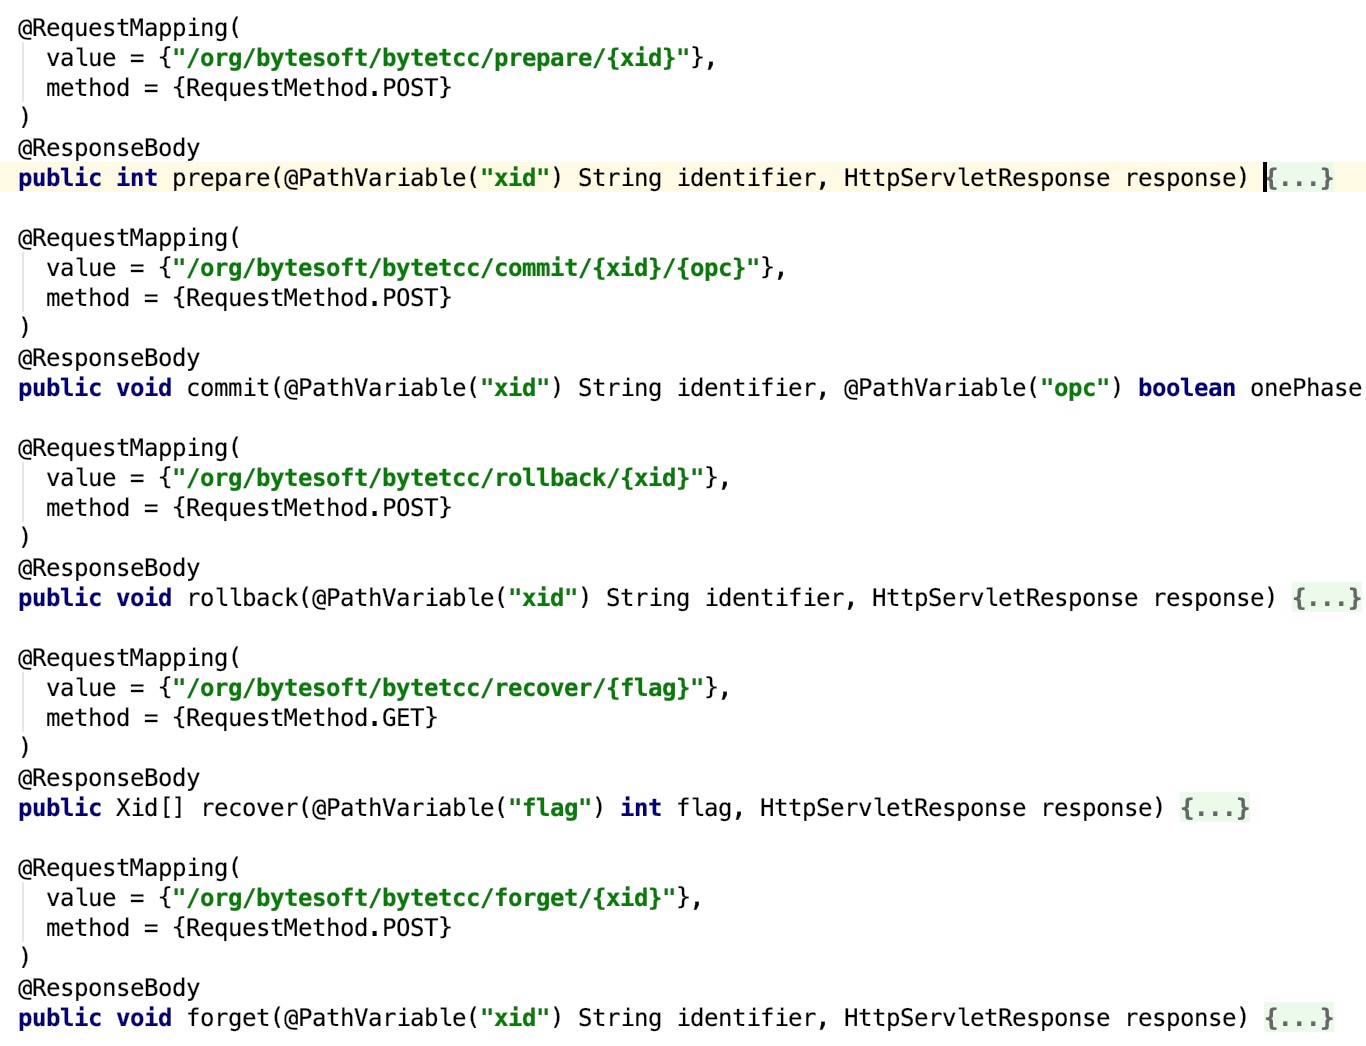 @RequestMapping(
  value = {"/org/bytesoft/bytetcc/prepare/{xid}"},
  method = {RequestMethod.POST}
)
@ResponseBody
public int prepare(@PathVariable("xid") String identifier, HttpServletResponse response) {...}

@RequestMapping(
  value = {"/org/bytesoft/bytetcc/commit/{xid}/{opc}"},
  method = {RequestMethod.POST}
)
@ResponseBody
public void commit(@PathVariable("xid") String identifier, @PathVariable("opc") boolean onePhase,

@RequestMapping(
  value = {"/org/bytesoft/bytetcc/rollback/{xid}"},
  method = {RequestMethod.POST}
)
@ResponseBody
public void rollback(@PathVariable("xid") String identifier, HttpServletResponse response) {...}

@RequestMapping(
  value = {"/org/bytesoft/bytetcc/recover/{flag}"},
  method = {RequestMethod.GET}
)
@ResponseBody
public Xid[] recover(@PathVariable("flag") int flag, HttpServletResponse response) {...}

@RequestMapping(
  value = {"/org/bytesoft/bytetcc/forget/{xid}"},
  method = {RequestMethod.POST}
)
@ResponseBody
public void forget(@PathVariable("xid") String identifier, HttpServletResponse response) {...}